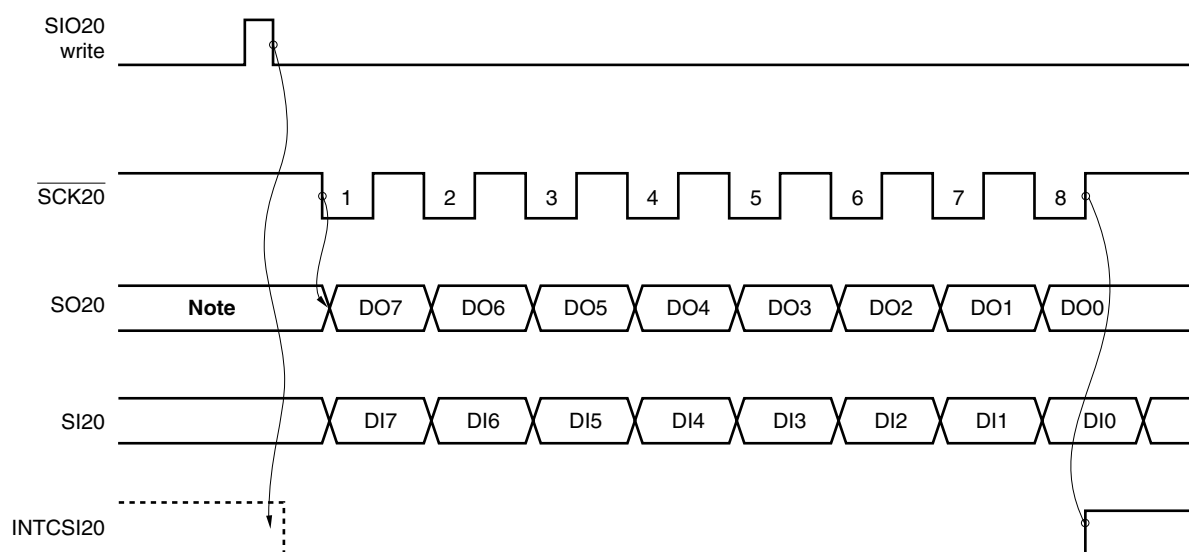 SIO20
write
SCK20
1 2 3 4 5 6 7 8
SO20
Note DO7 DO6 DO5 DO4 DO3 DO2 DO1 DO0
SI20
DI7 DI6 DI5 DI4 DI3 DI2 DI1 DI0
INTCSI20